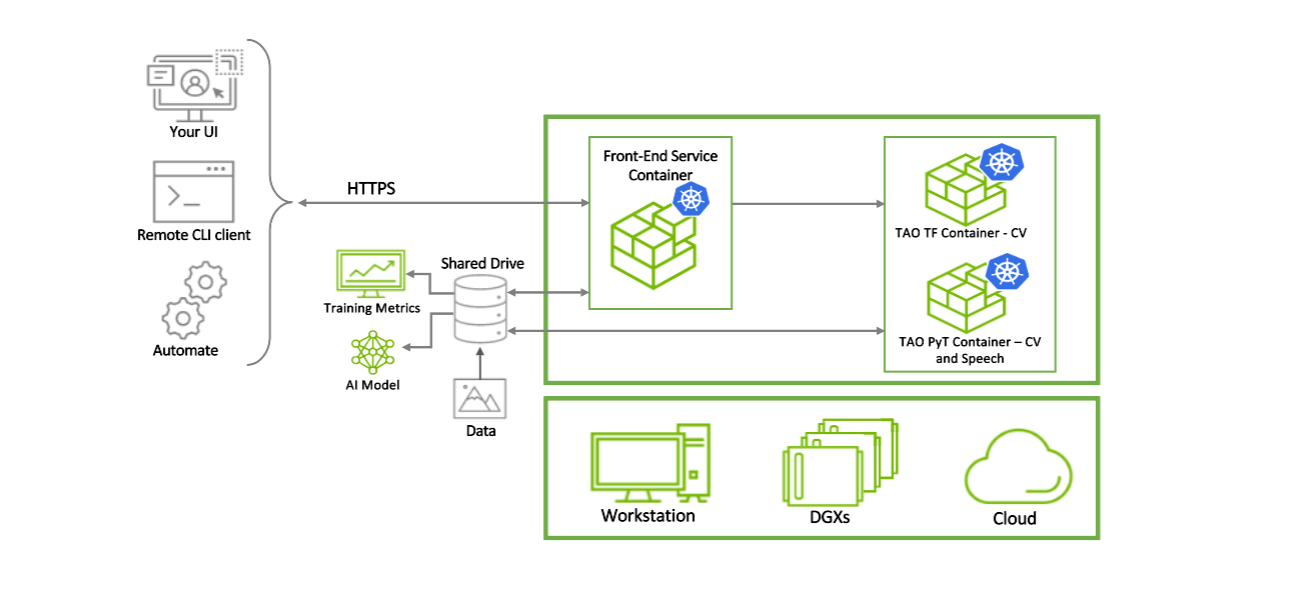 Your UI
Remote CLI client
Automate
HTTPS
Training Metrics
AI Model
Shared Drive
Data
Front-End Service
Container
TAO TF Container - CV
TAO PyT Container – CV
and Speech
Workstation
DGXs
Cloud